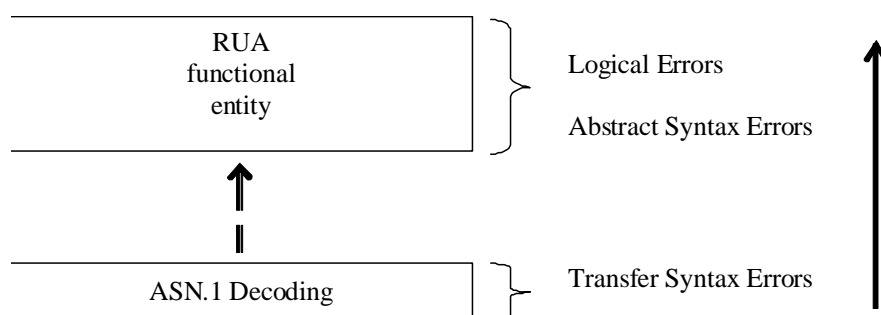 RUA
functional
entity
Logical Errors
Abstract Syntax Errors
ASN.1 Decoding
Transfer Syntax Errors